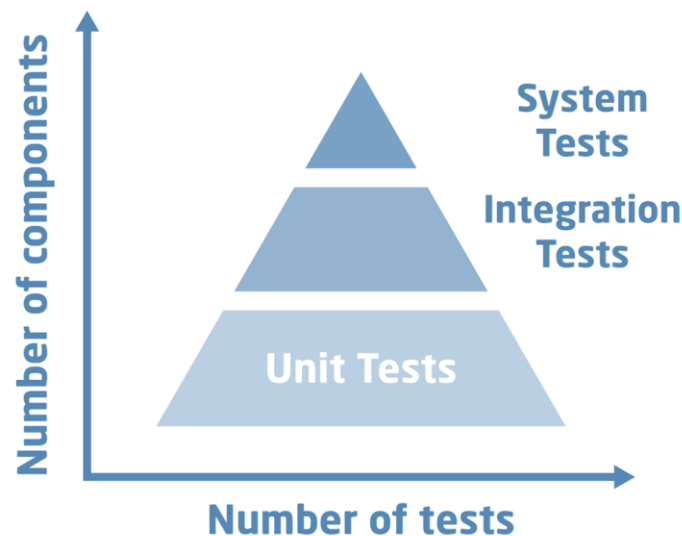 Number of components
System
Tests
Integration
Tests
Unit Tests
Number of tests